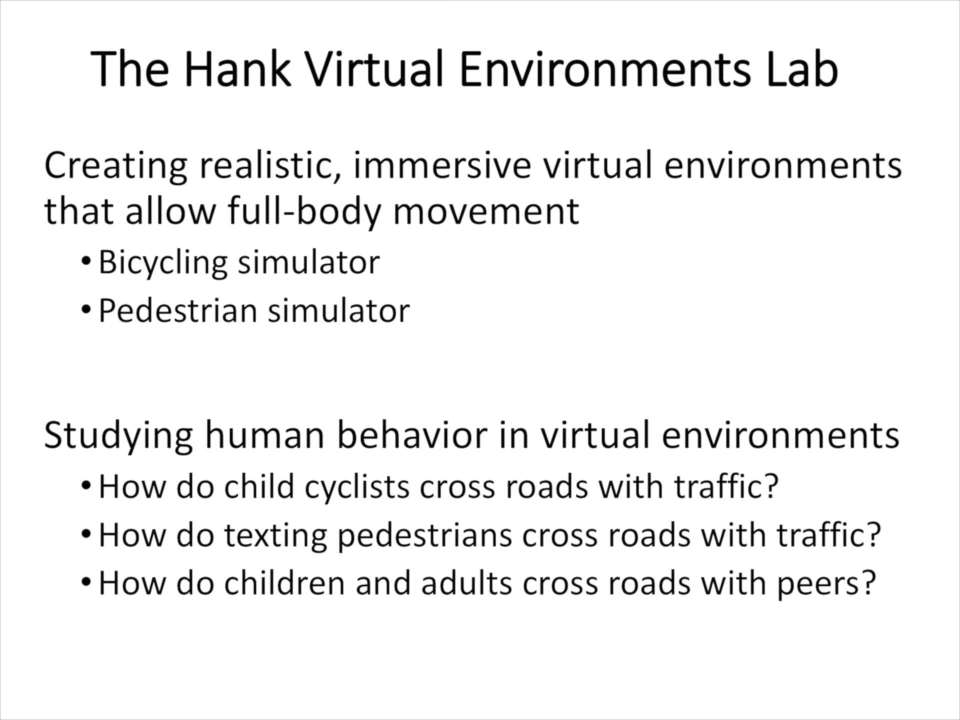 The Hank Virtual Environments Lab
Creating realistic, immersive virtual environments
that allow full-body movement
• Bicycling simulator
• Pedestrian simulator
Studying human behavior in virtual environments
• How do child cyclists cross roads with traffic?
• How do texting pedestrians cross roads with traffic?
• How do children and adults cross roads with peers?